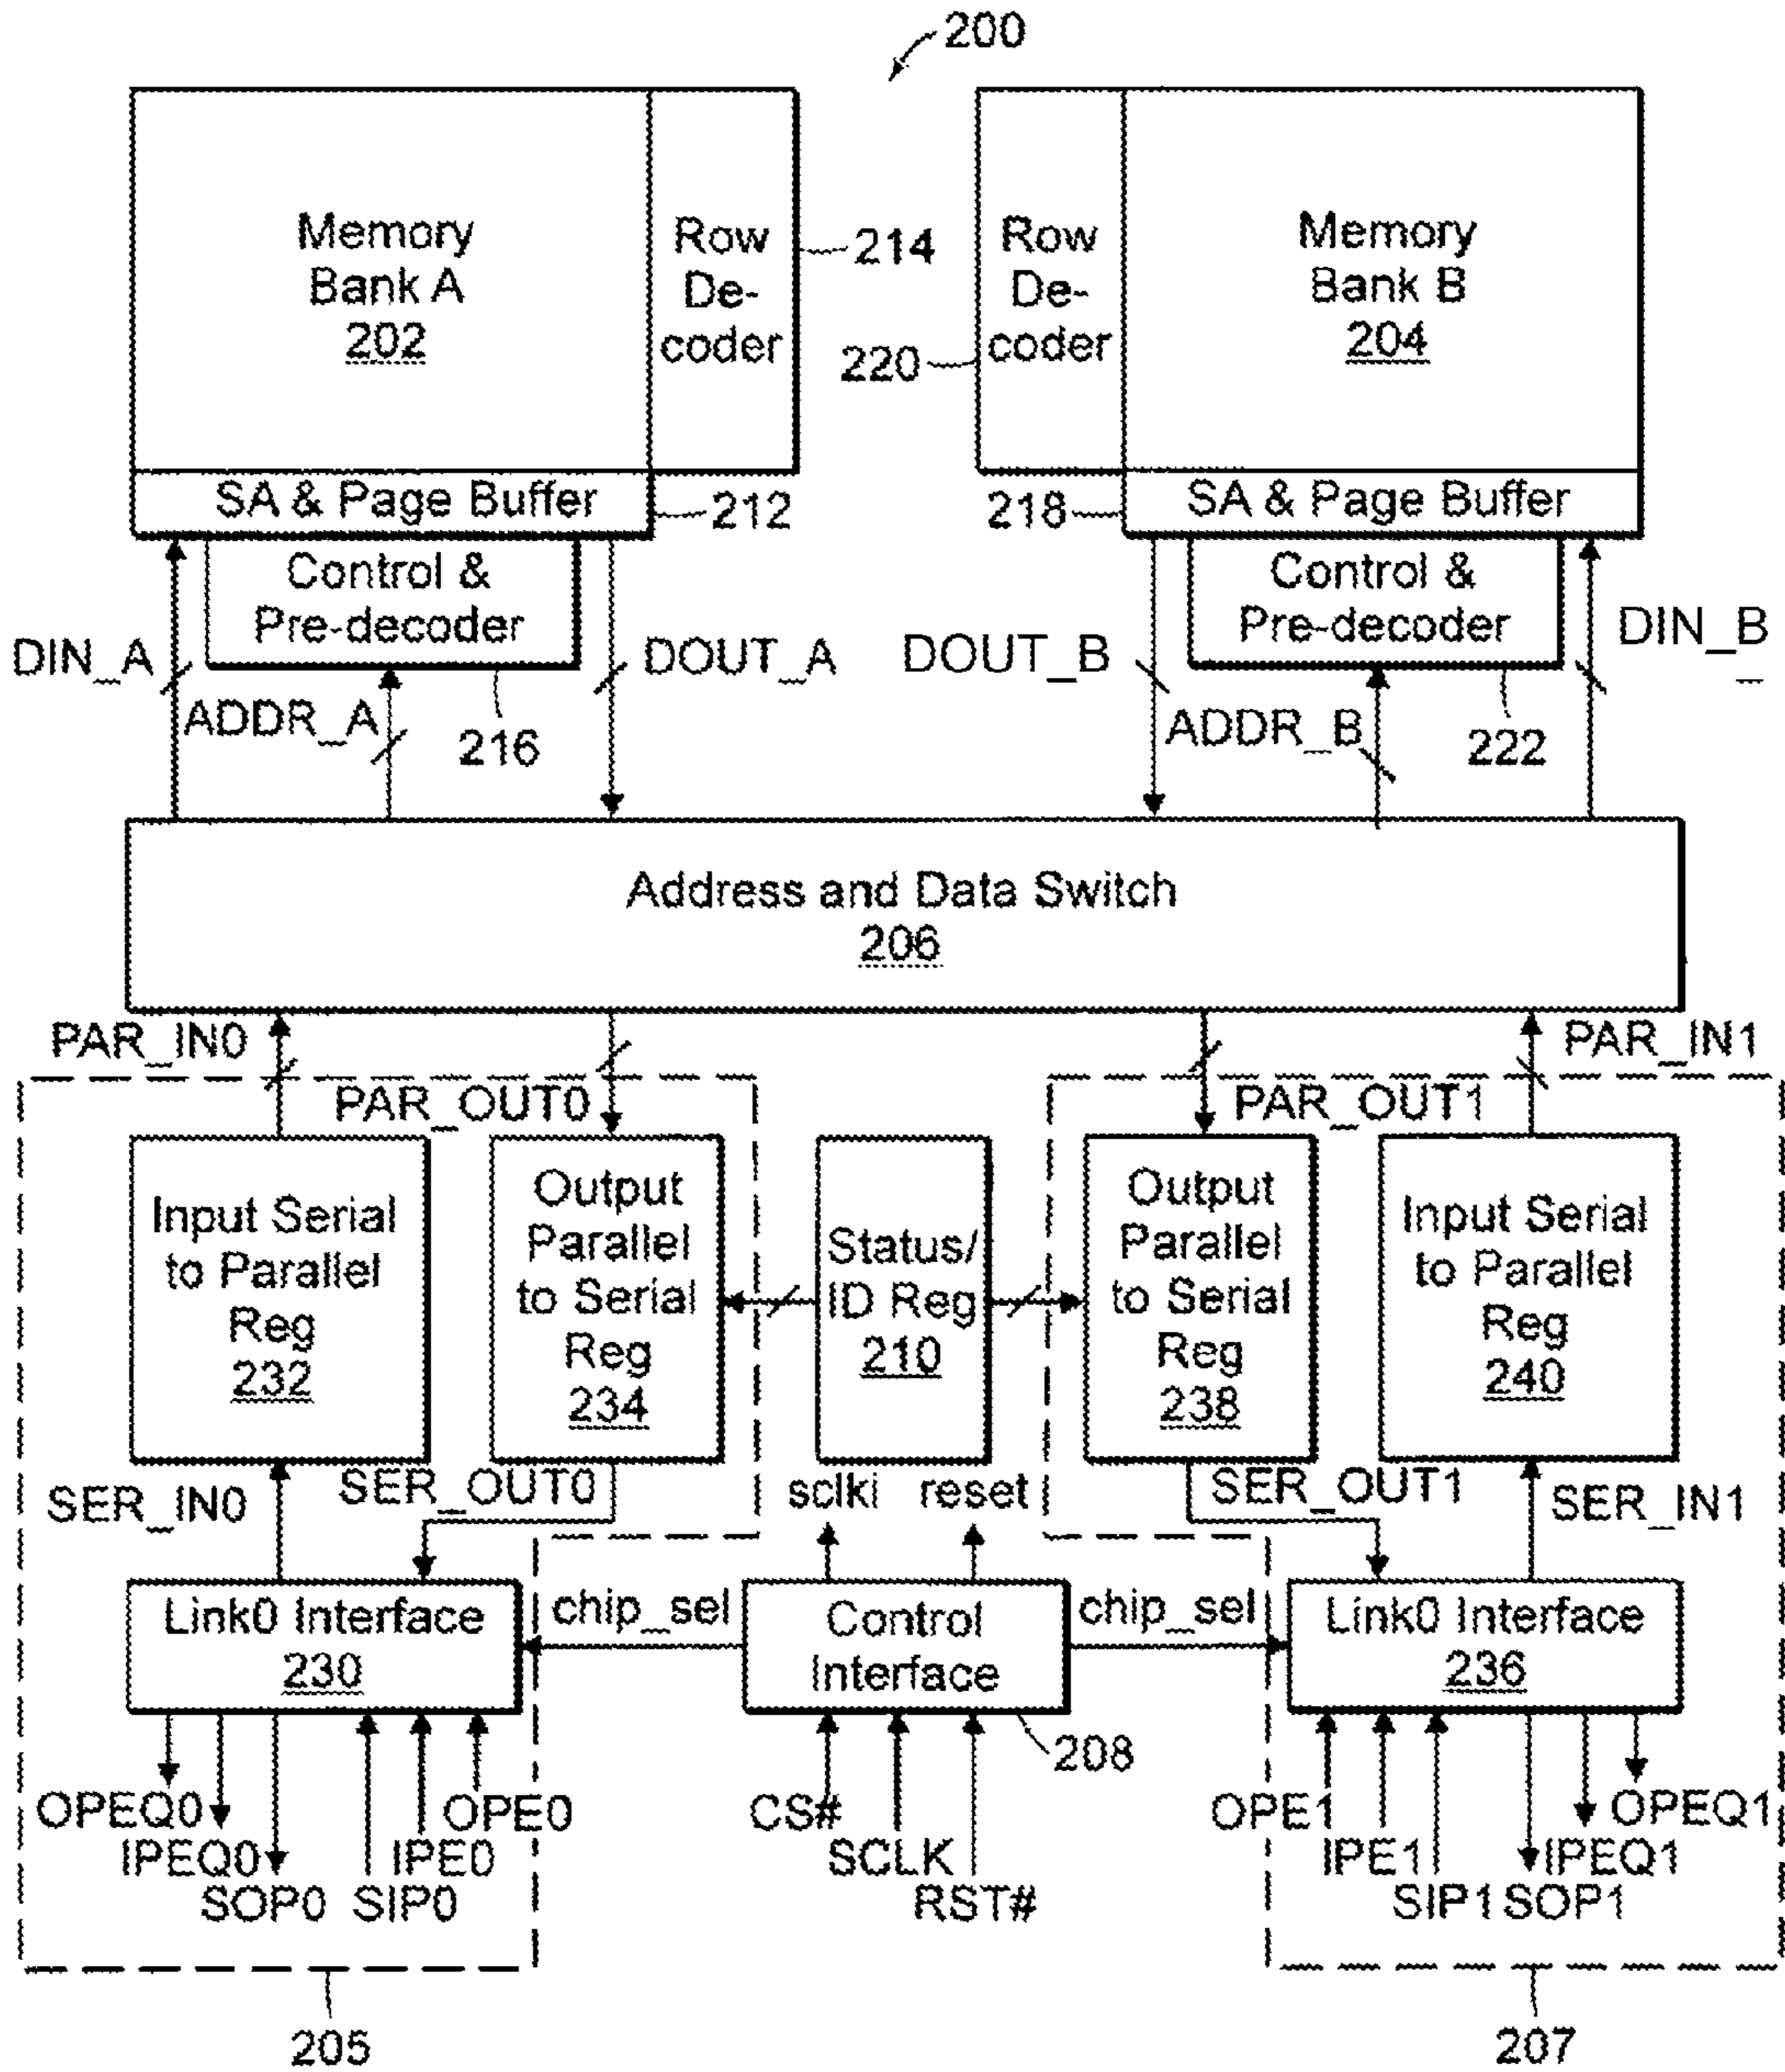 200
Memory
Bank A
202
Row
De-
coder
214
220
Row
De-
coder
Memory
Bank B
204
SA & Page Buffer
212
218
SA & Page Buffer
Control &
Pre-decoder
Control &
Pre-decoder
DIN_A
DOUT_A
DOUT_B
DIN_B
ADDR_A
216
ADDR_B
222
Address and Data Switch
206
PAR_IN0
PAR_IN1
PAR_OUT0
PAR_OUT1
Input Serial
to Parallel
Reg
232
Output
Parallel
to Serial
Reg
234
Status/
ID Reg
210
Output
Parallel
to Serial
Reg
238
Input Serial
to Parallel
Reg
240
SER_IN0
SER_OUT0
sclki
reset
SER_OUT1
SER_IN1
Link0 Interface
230
chip_sel
Control
Interface
chip_sel
Link0 Interface
236
208
OPEQ0
IPEQ0
SOP0
SIP0
IPE0
OPE0
CS#
SCLK
RST#
OPE1
IPE1
SIP1
SOP1
IPEQ1
OPEQ1
205
207